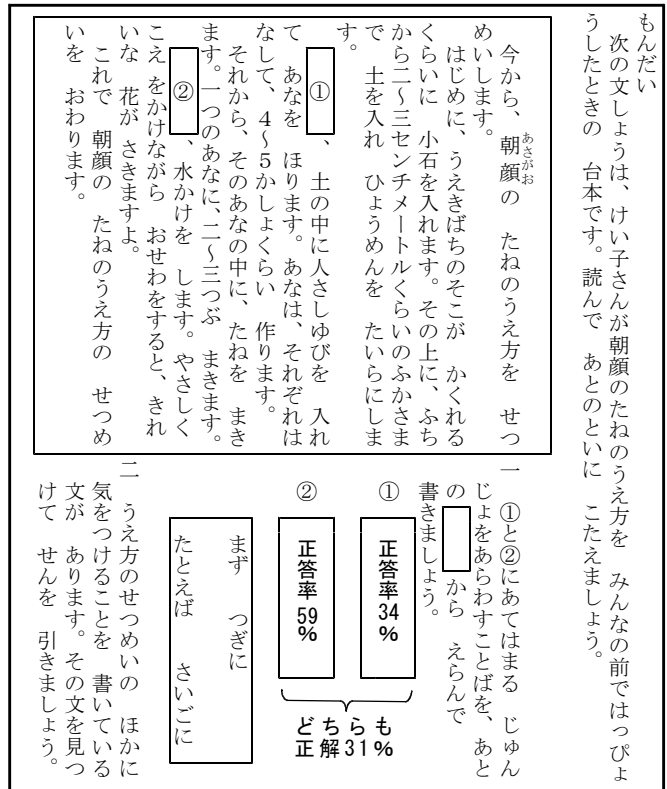 もんだい
次の文しょうは、けい子さんが朝顔のたねのうえ方を みんなの前ではっぴょ
うしたときの 台本です。読んで あとのといに こたえましょう。
今から、朝顔の たねのうえ方を せつ
あさがお
めいします。
はじめに、うえきばちのそこが かくれる
くらいに 小石を入れます。その上に、ふち
から二～三センチメートルくらいのふかさま
で 土を入れ ひょうめんを たいらにしま
す。
①、土の中に人さしゆびを 入れ
て あなを ほります。あなは、それぞれは
なして、4～5かしょくらい 作ります。
それから、そのあなの中に、たねを まき
ます。一つのあなに、二～三つぶ まきます。
②、水かけを します。やさしく
こえ をかけながら おせわをすると、きれ
いな 花が さきますよ。
これで 朝顔の たねのうえ方の せつめ
いを おわります。
一 ①と②にあてはまる じゅん
じょをあらわすことばを、あと
の から えらんで
書きましょう。
① 正答率34%
② 正答率59%
どちらも
正解31%
まず つぎに
たとえば さいごに
二 うえ方のせつめいの ほかに
気をつけることを 書いている
文が あります。その文を見つ
けて せんを 引きましょう。